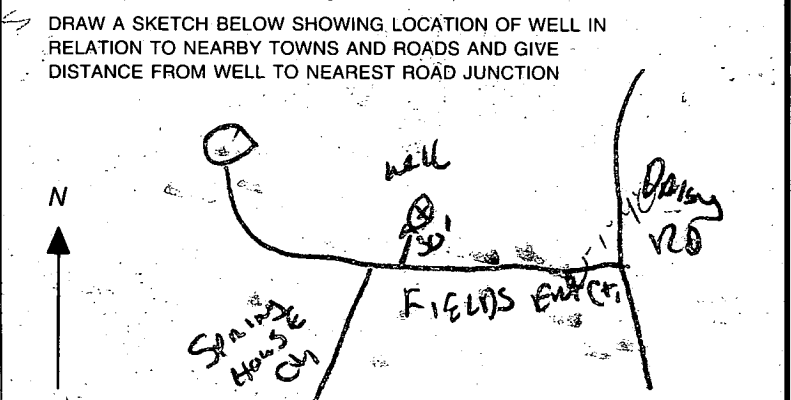 DRAW A SKETCH BELOW SHOWING LOCATION OF WELL IN
RELATION TO NEARBY TOWNS AND ROADS AND GIVE
DISTANCE FROM WELL TO NEAREST ROAD JUNCTION
well
N
30'
Daisy
RD
FIELDS End Ct.
SPRING
HOUSE